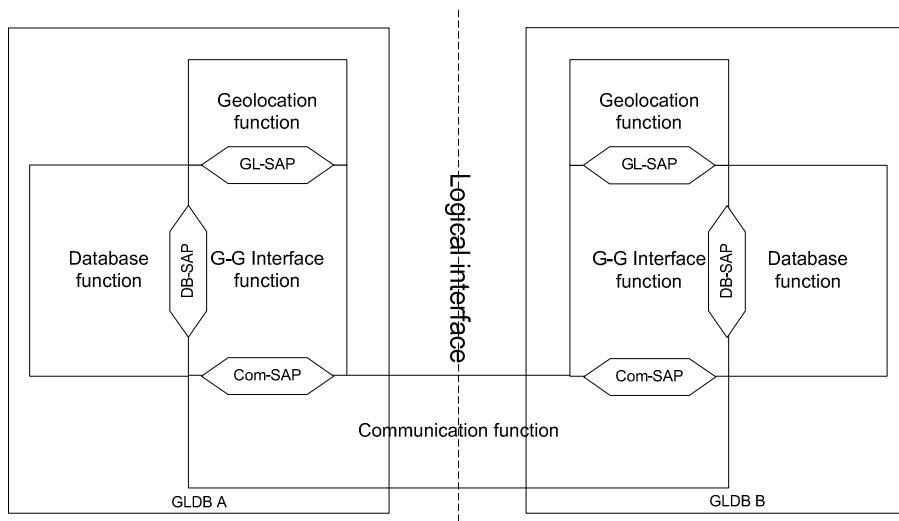 Geolocation
function
GL-SAP
Database
function
DB-SAP
G-G Interface
function
Com-SAP
GLDB A
Logical interface
Communication function
Geolocation
function
GL-SAP
G-G Interface
function
DB-SAP
Database
function
Com-SAP
GLDB B